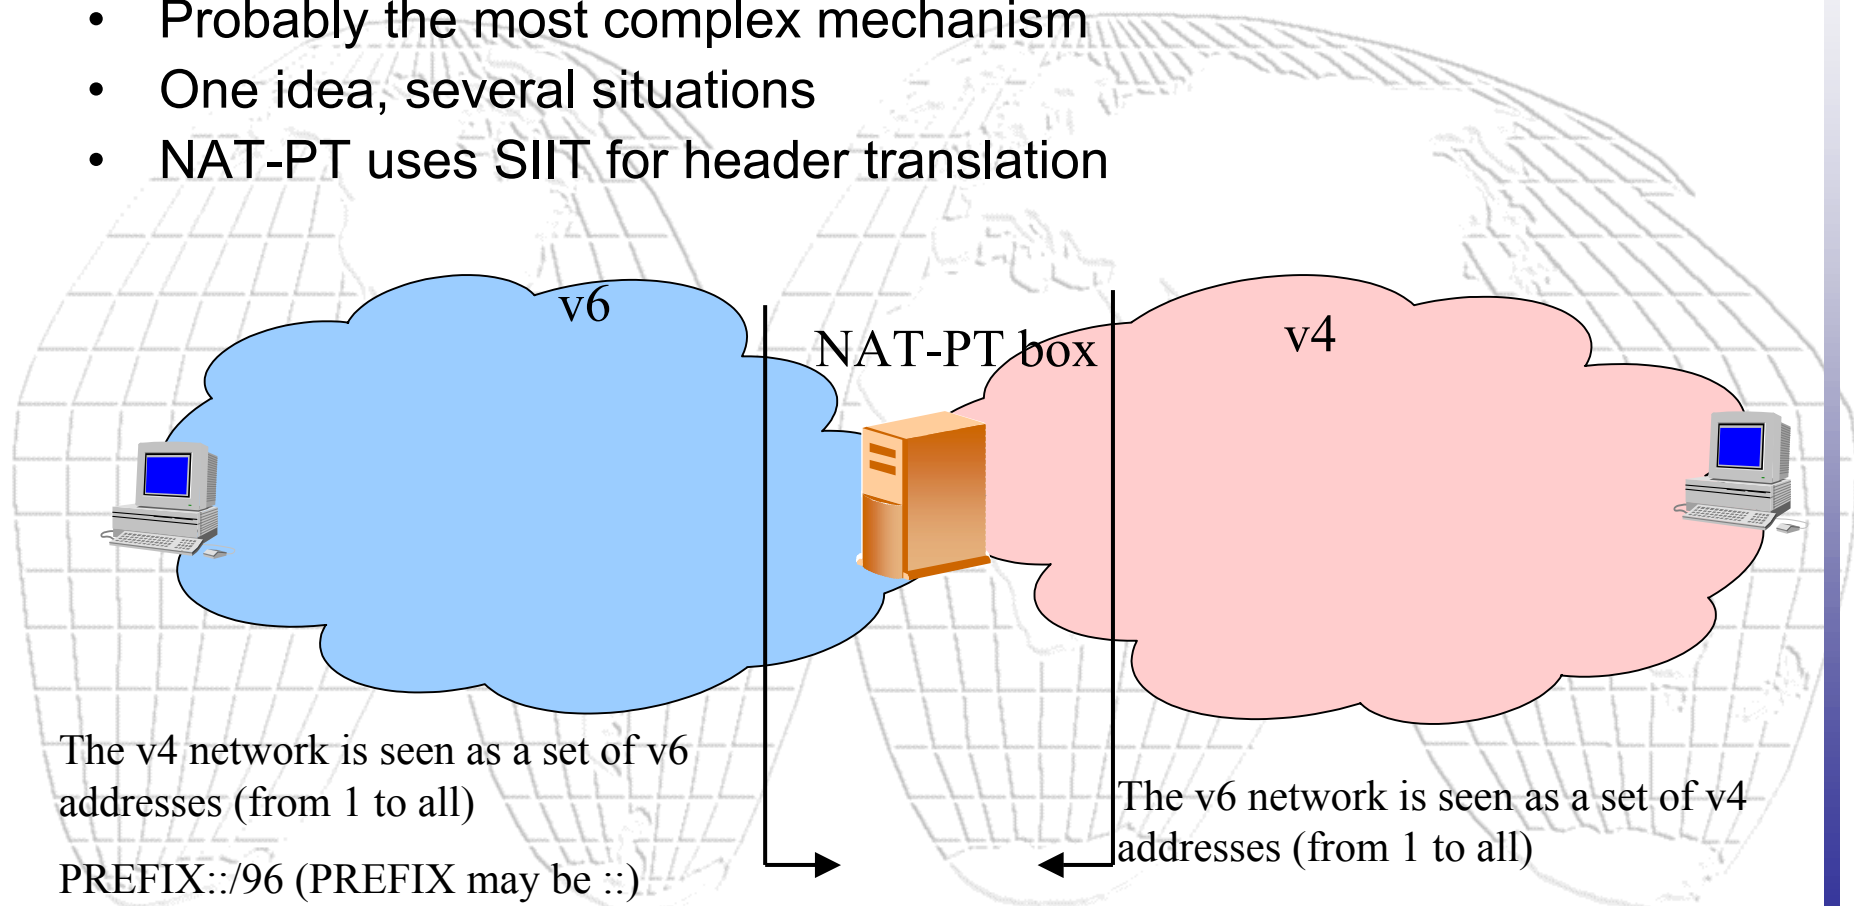 • Probably the most complex mechanism
• One idea, several situations
• NAT-PT uses SIIT for header translation
v6
NAT-PT box
v4
The v4 network is seen as a set of v6
addresses (from 1 to all)
PREFIX::/96 (PREFIX may be ::)
The v6 network is seen as a set of v4
addresses (from 1 to all)